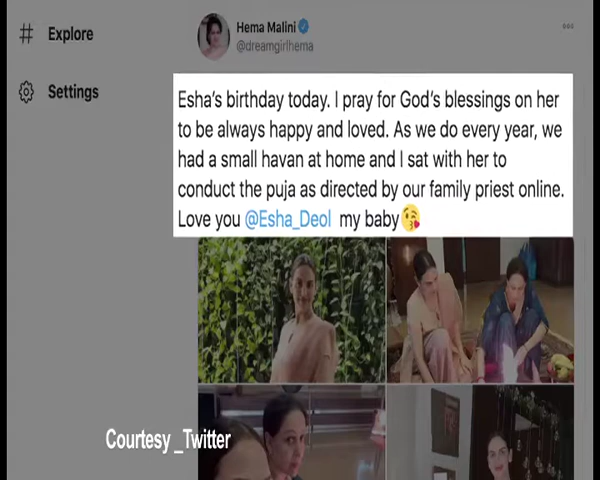 Explore
Settings
Hema Malini
@dreamgirlhema
Esha's birthday today. I pray for God's blessings on her
to be always happy and loved. As we do every year, we
had a small havan at home and I sat with her to
conduct the puja as directed by our family priest online.
Love you @Esha_Deol my baby😘
Courtesy_Twitter